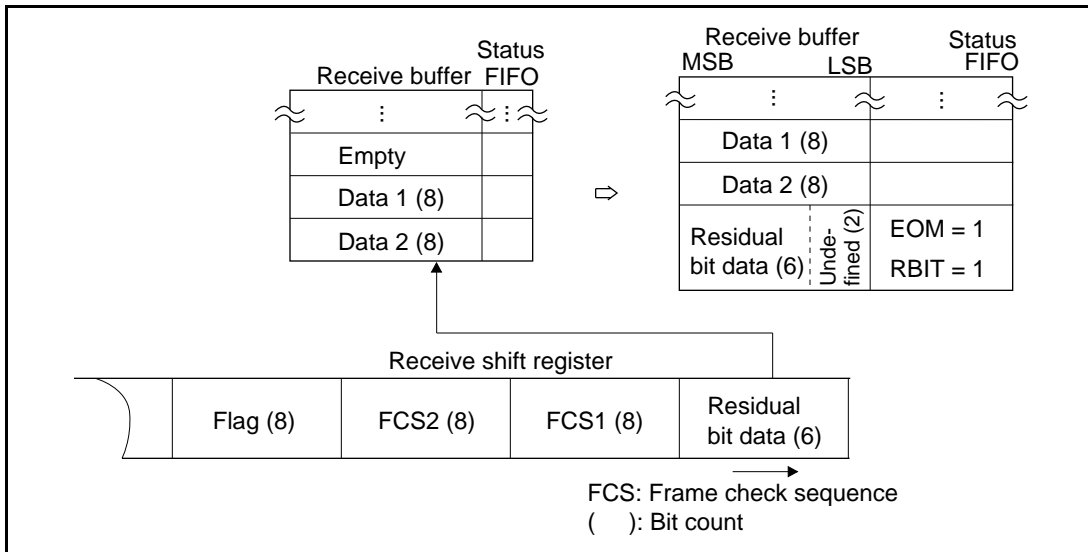 Status
Receive buffer FIFO
⋮ ⋮
Empty
Data 1 (8)
Data 2 (8)
⇨
Receive buffer Status
MSB LSB FIFO
⋮ ⋮
Data 1 (8)
Data 2 (8)
Residual
bit data (6)
Unde-
fined (2)
EOM = 1
RBIT = 1
Receive shift register
Flag (8)
FCS2 (8)
FCS1 (8)
Residual
bit data (6)
FCS: Frame check sequence
( ): Bit count